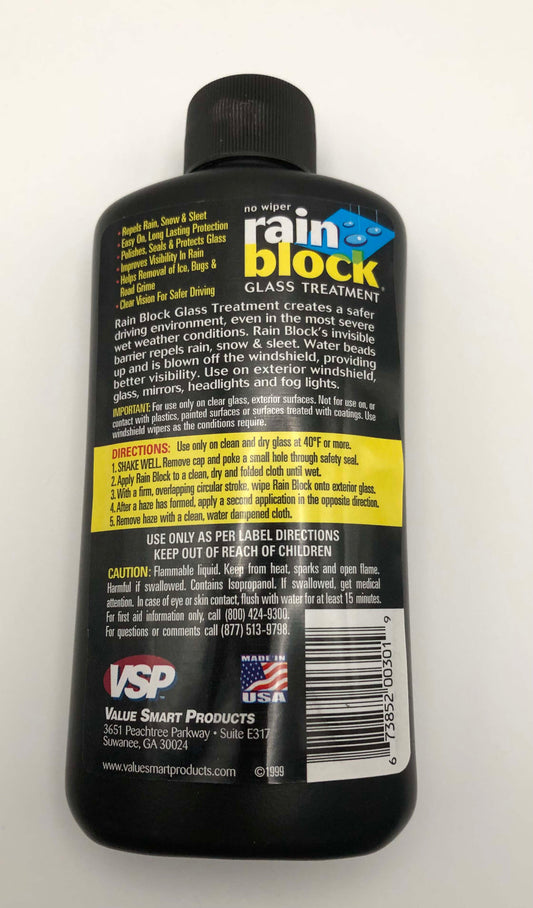 • Repels Rain, Snow & Sleet
• Easy On, Long Lasting Protection
• Polishes, Seals & Protects Glass
• Improves Visibility In Rain
• Helps Removal of Ice, Bugs &
Road Grime
• Clear Vision For Safer Driving
no wiper
rain
block
GLASS TREATMENT®
Rain Block Glass Treatment creates a safer
driving environment, even in the most severe
wet weather conditions. Rain Block's invisible
barrier repels rain, snow & sleet. Water beads
up and is blown off the windshield, providing
better visibility. Use on exterior windshield,
glass, mirrors, headlights and fog lights.
IMPORTANT: For use only on clear glass, exterior surfaces. Not for use on, or
contact with plastics, painted surfaces or surfaces treated with coatings. Use
windshield wipers as the conditions require.
DIRECTIONS: Use only on clean and dry glass at 40°F or more.
1. SHAKE WELL. Remove cap and poke a small hole through safety seal.
2. Apply Rain Block to a clean, dry and folded cloth until wet.
3. With a firm, overlapping circular stroke, wipe Rain Block onto exterior glass.
4. After a haze has formed, apply a second application in the opposite direction.
5. Remove haze with a clean, water dampened cloth.
USE ONLY AS PER LABEL DIRECTIONS
KEEP OUT OF REACH OF CHILDREN
CAUTION: Flammable liquid. Keep from heat, sparks and open flame.
Harmful if swallowed. Contains Isopropanol. If swallowed, get medical
attention. In case of eye or skin contact, flush with water for at least 15 minutes.
For first aid information only, call (800) 424-9300.
For questions or comments call (877) 513-9798.
VSP™
MADE IN
USA
VALUE SMART PRODUCTS
3651 Peachtree Parkway • Suite E317
Suwanee, GA 30024
www.valuesmartproducts.com ©1999
6 73852 00301 9